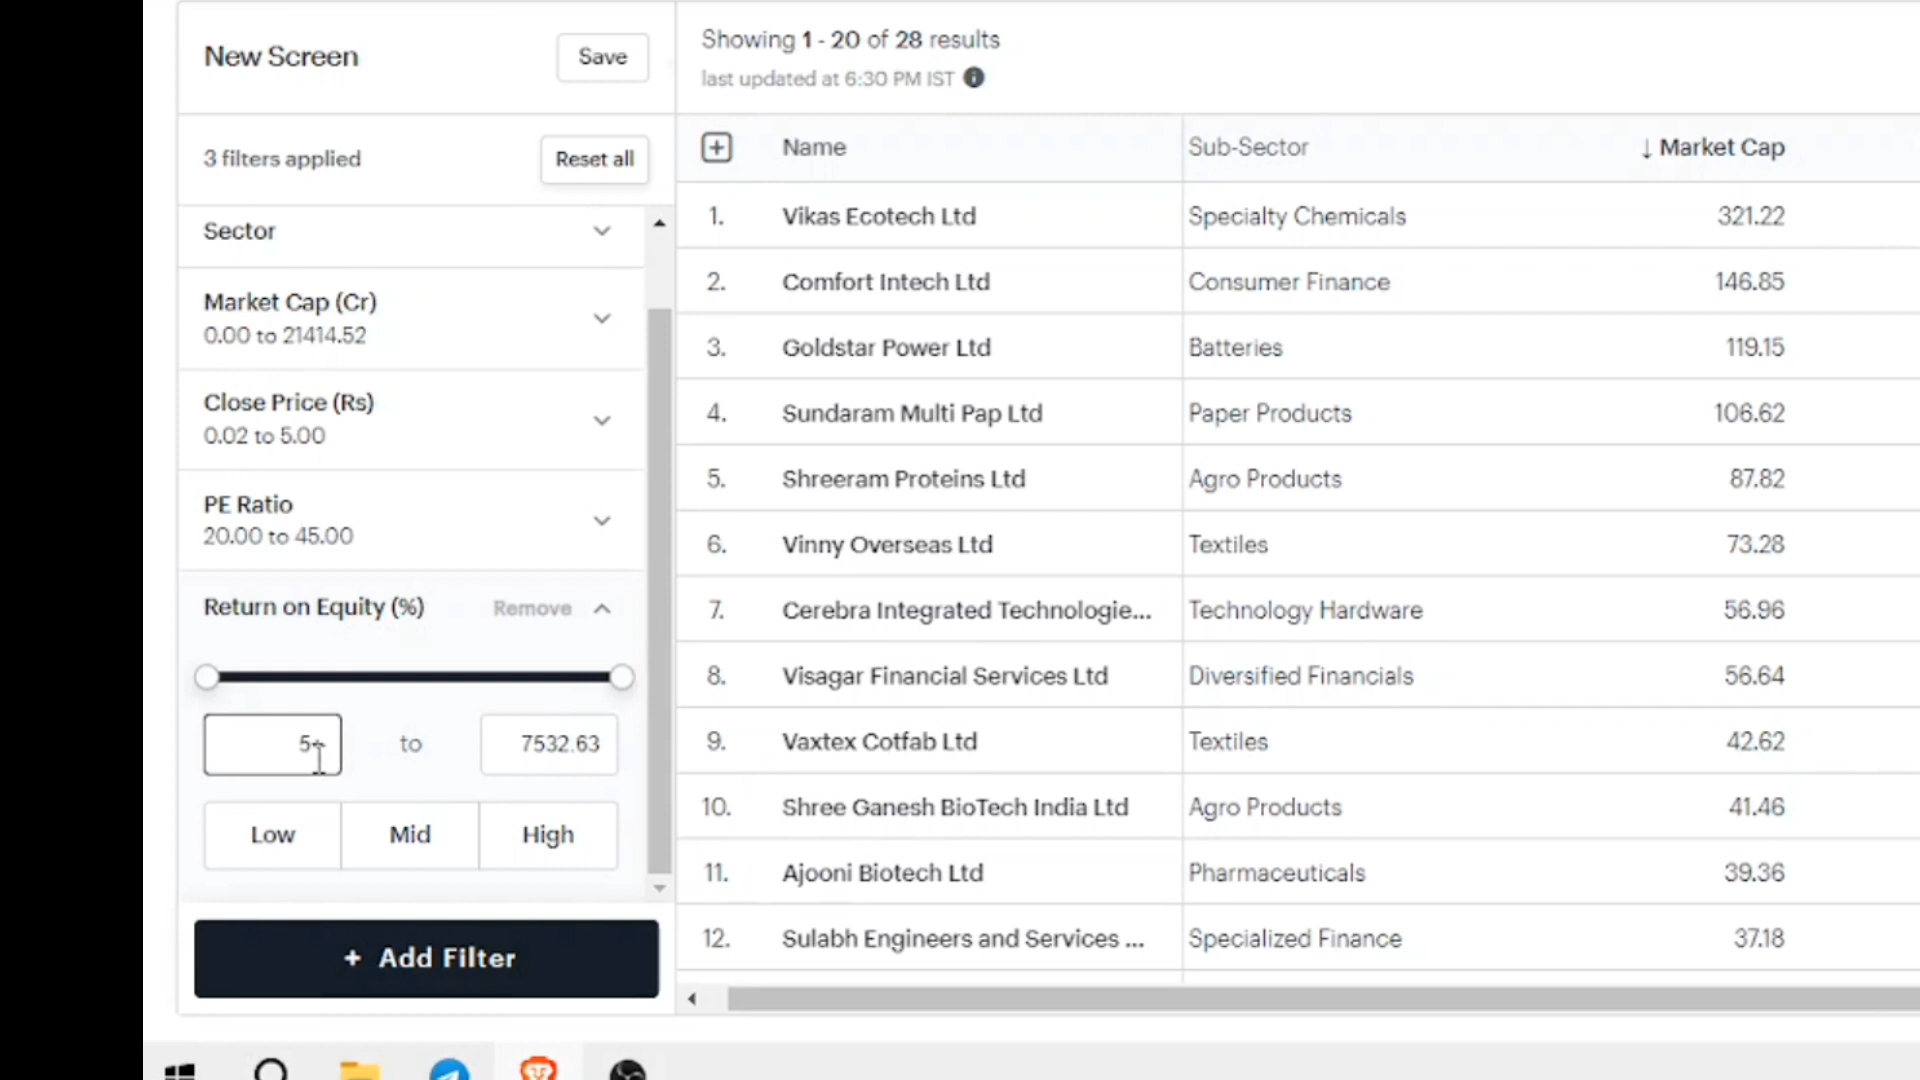 New Screen
Save
3 filters applied
Reset all
Sector
Market Cap (Cr)
0.00 to 21414.52
Close Price (Rs)
0.02 to 5.00
PE Ratio
20.00 to 45.00
Return on Equity (%)
Remove
5
to
7532.63
Low
Mid
High
+ Add Filter
Showing 1 - 20 of 28 results
last updated at 6:30 PM IST
Name Sub-Sector ↓ Market Cap
1. Vikas Ecotech Ltd Specialty Chemicals 321.22
2. Comfort Intech Ltd Consumer Finance 146.85
3. Goldstar Power Ltd Batteries 119.15
4. Sundaram Multi Pap Ltd Paper Products 106.62
5. Shreeram Proteins Ltd Agro Products 87.82
6. Vinny Overseas Ltd Textiles 73.28
7. Cerebra Integrated Technologie... Technology Hardware 56.96
8. Visagar Financial Services Ltd Diversified Financials 56.64
9. Vaxtex Cotfab Ltd Textiles 42.62
10. Shree Ganesh BioTech India Ltd Agro Products 41.46
11. Ajooni Biotech Ltd Pharmaceuticals 39.36
12. Sulabh Engineers and Services ... Specialized Finance 37.18